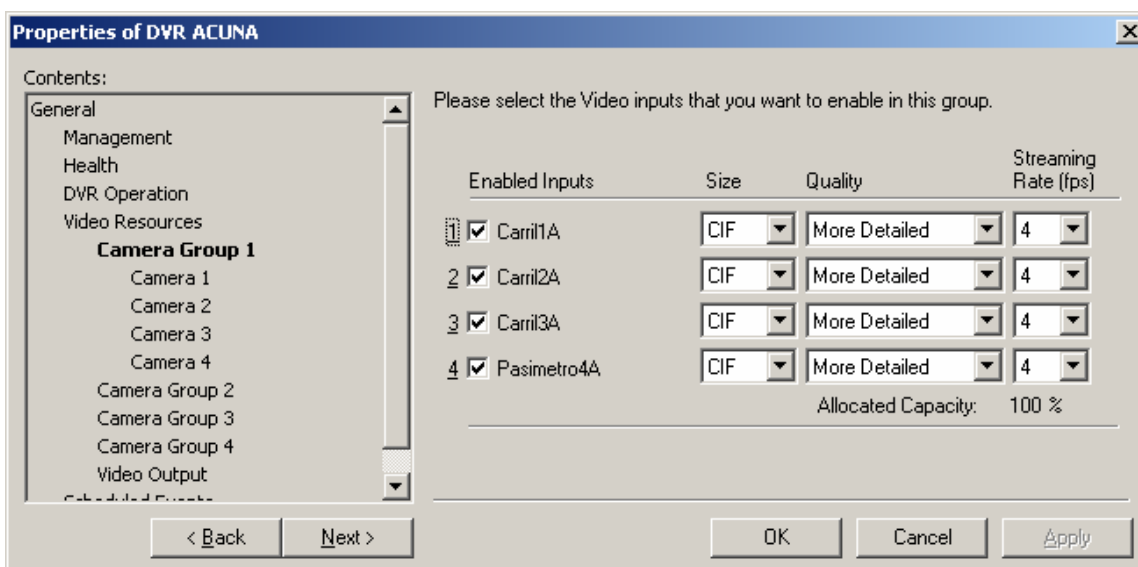 Properties of DVR ACUNA
Contents:
General
Management
Health
DVR Operation
Video Resources
Camera Group 1
Camera 1
Camera 2
Camera 3
Camera 4
Camera Group 2
Camera Group 3
Camera Group 4
Video Output
Scheduled Events
Please select the Video inputs that you want to enable in this group.
Enabled Inputs Size Quality Streaming Rate (fps)
1 Carril1A CIF More Detailed 4
2 Carril2A CIF More Detailed 4
3 Carril3A CIF More Detailed 4
4 Pasimetro4A CIF More Detailed 4
Allocated Capacity: 100 %
< Back Next > OK Cancel Apply